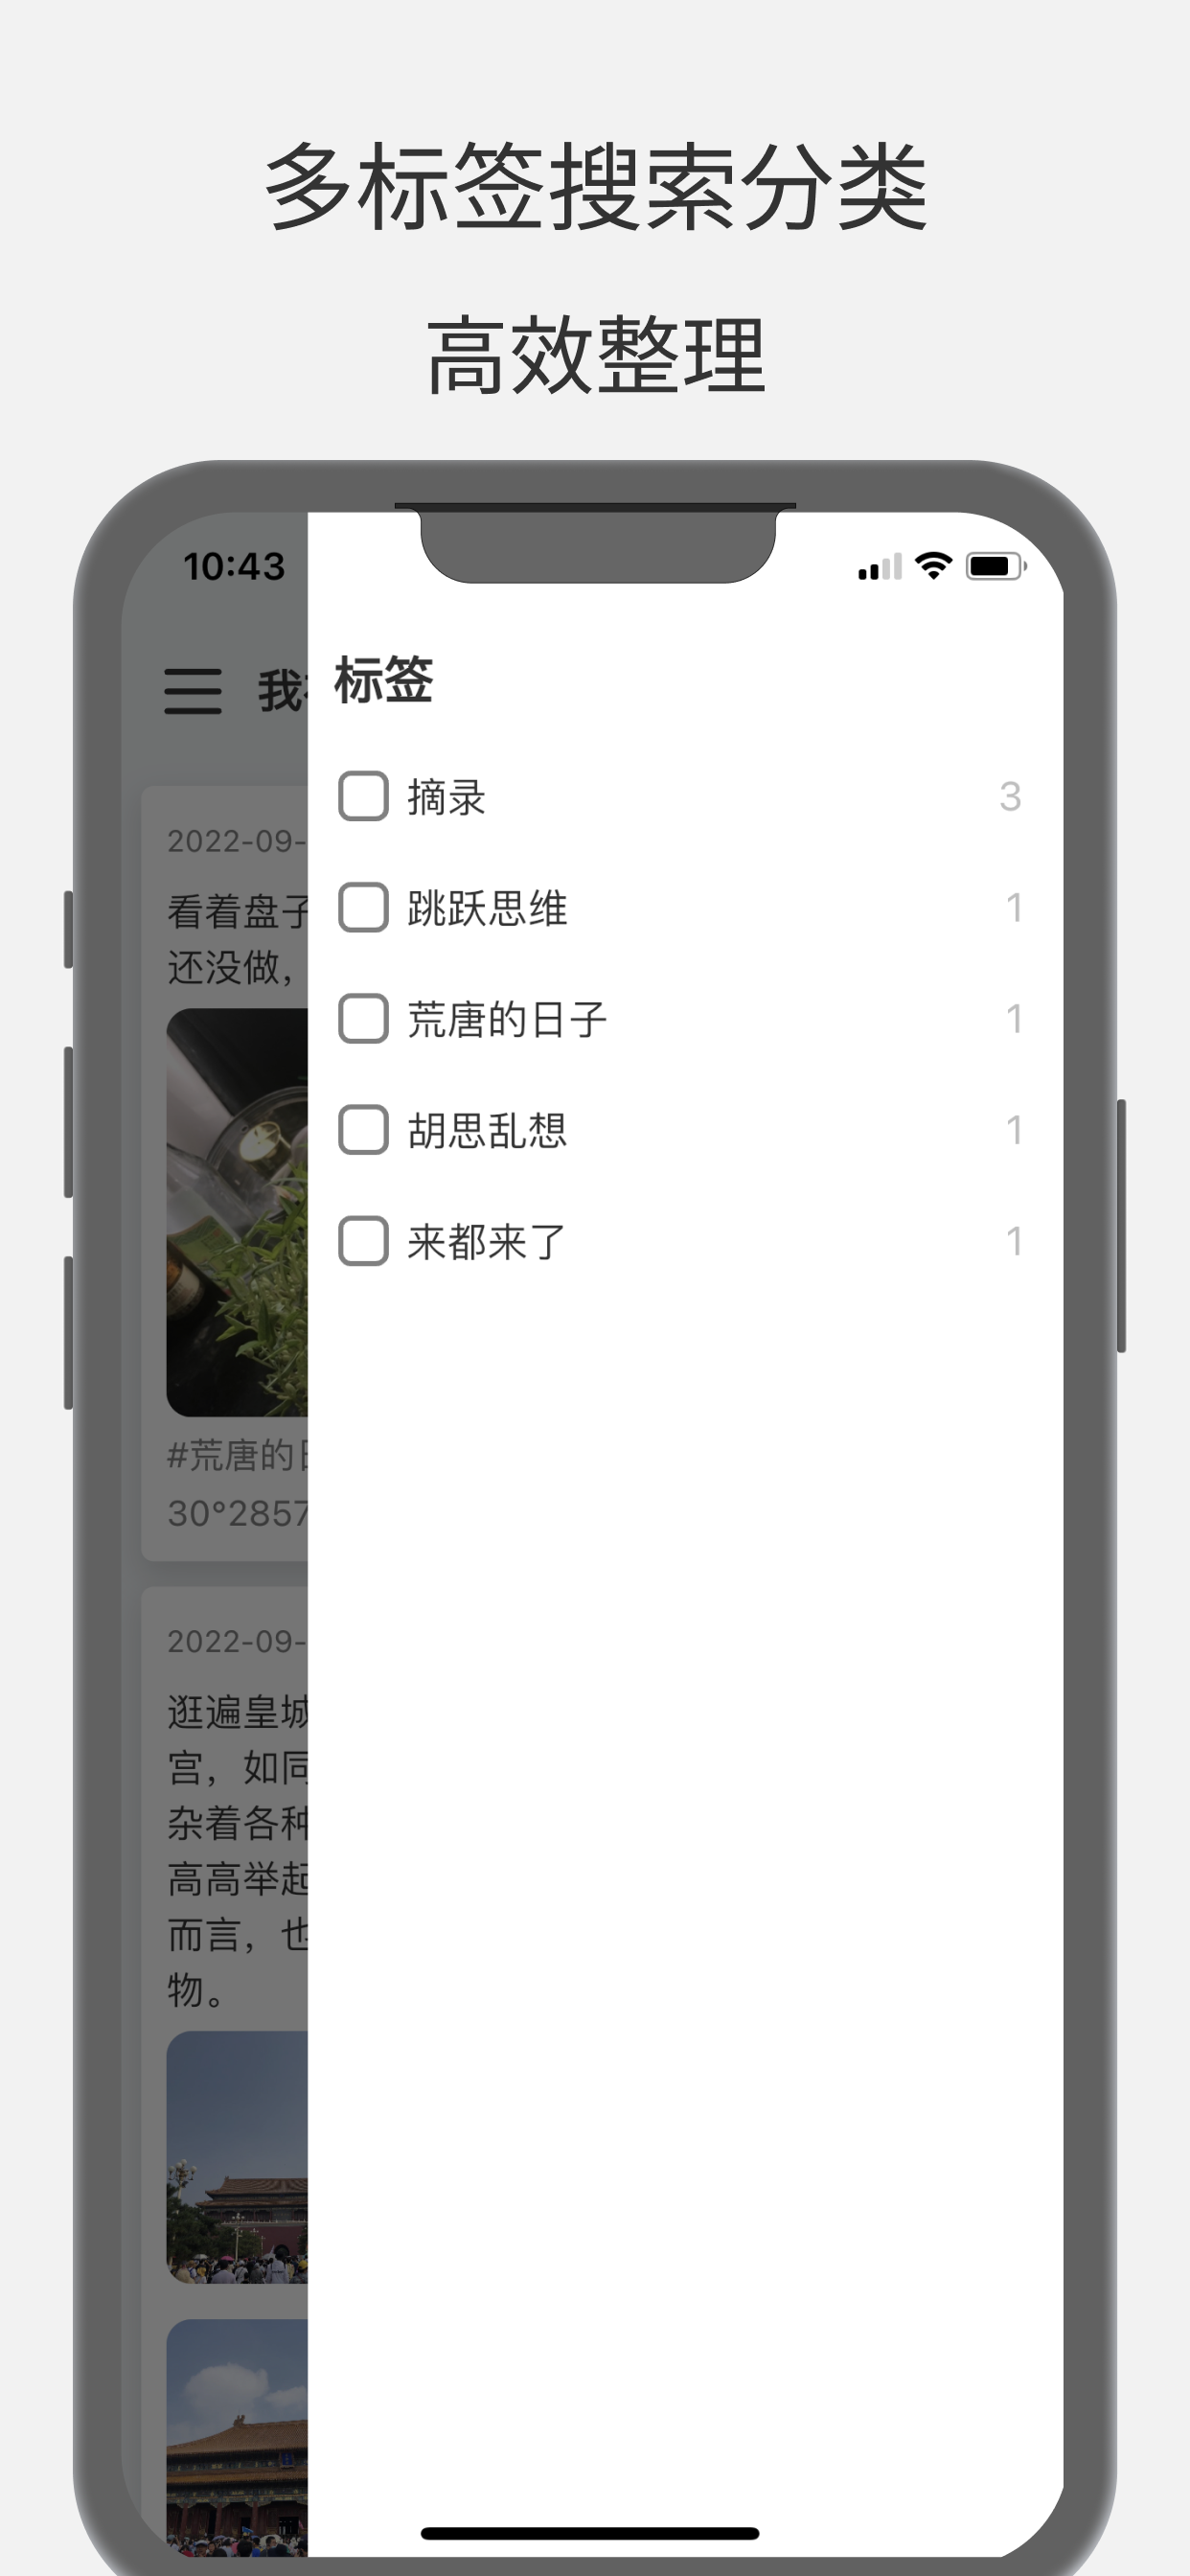 多标签搜索分类
高效整理
10:43
我
标签
摘录 3
跳跃思维 1
荒唐的日子 1
胡思乱想 1
来都来了 1
2022-09-
看着盘子
还没做，
#荒唐的日
30°2857
2022-09-
逛遍皇城
宫，如同
杂着各种
高高举起
而言，也
物。